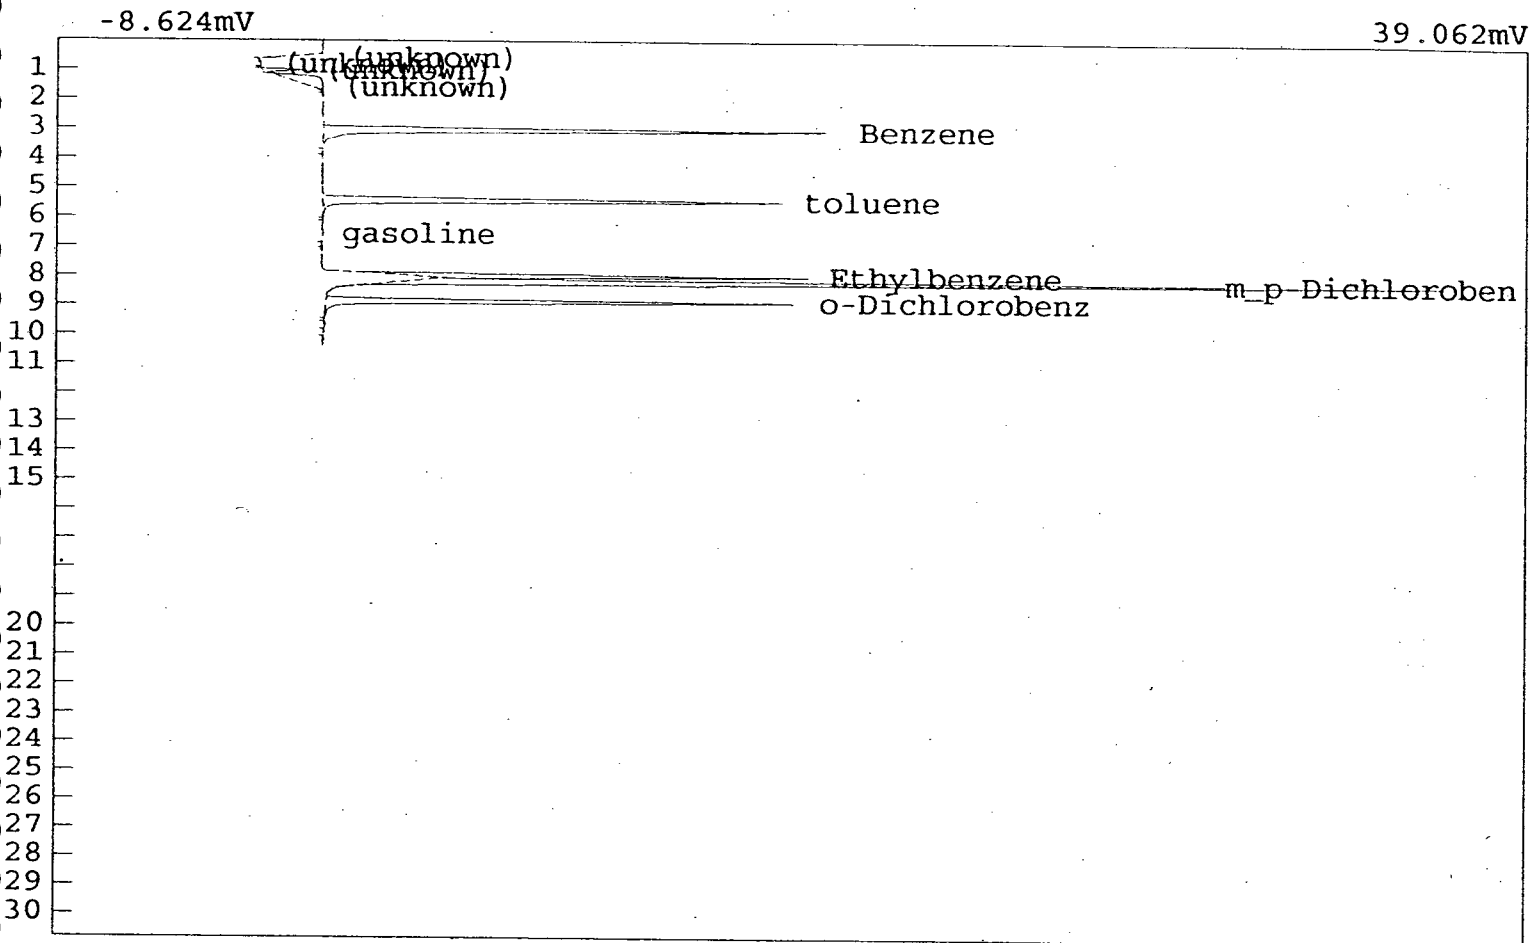 -8.624mV
39.062mV
1
(unknown)
(unknown)
(unknown)
2
(unknown)
3
Benzene
4
5
6
toluene
7
gasoline
8
Ethylbenzene
m_p-Dichloroben
9
o-Dichlorobenz
10
11
13
14
15
20
21
22
23
24
25
26
27
28
29
30